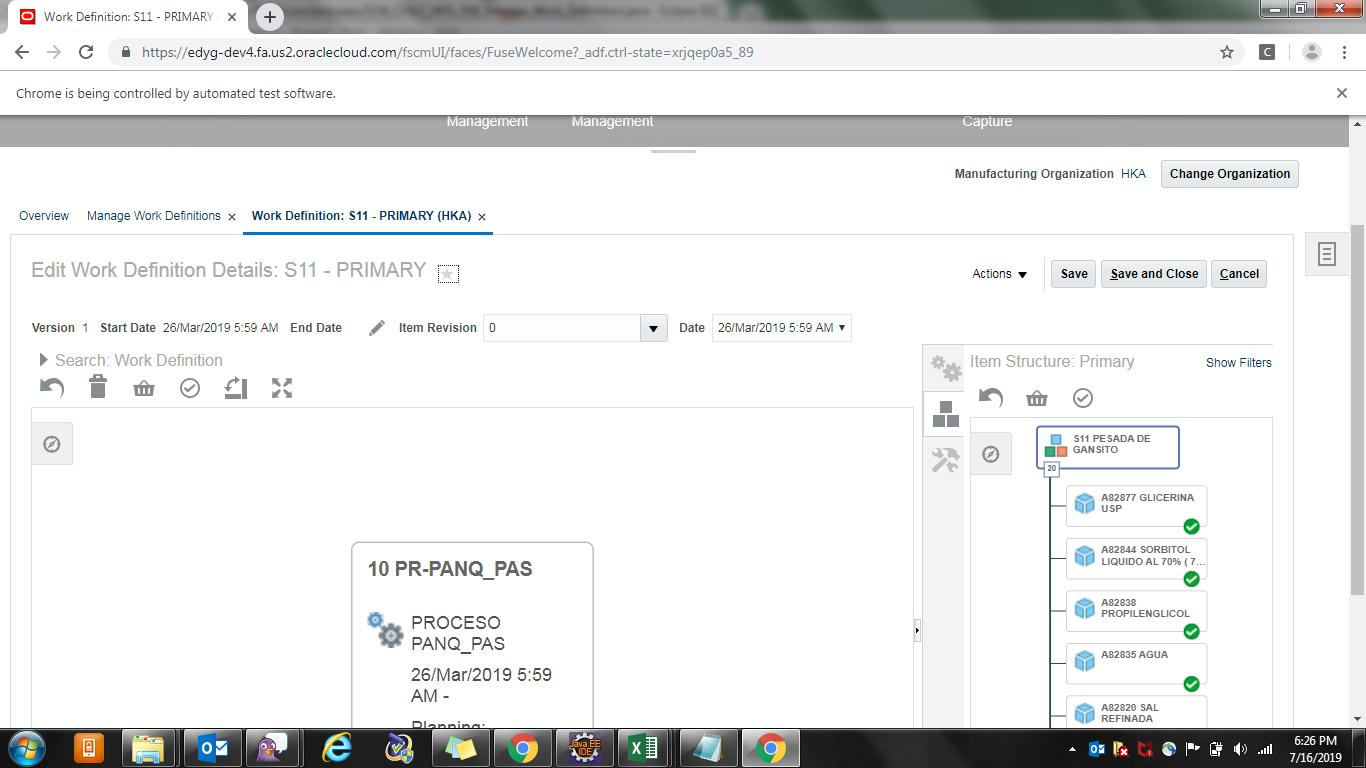 Work Definition: S11 - PRIMARY
https://edyg-dev4.fa.us2.oraclecloud.com/fscmUI/faces/FuseWelcome?_adf.ctrl-state=xrjqep0a5_89
C
Chrome is being controlled by automated test software.
Management Management Capture
Manufacturing Organization HKA Change Organization
Overview Manage Work Definitions Work Definition: S11 - PRIMARY (HKA)
Edit Work Definition Details: S11 - PRIMARY
Actions Save Save and Close Cancel
Version 1 Start Date 26/Mar/2019 5:59 AM End Date Item Revision 0 Date 26/Mar/2019 5:59 AM
Search: Work Definition
Item Structure: Primary Show Filters
S11 PESADA DE
GANSITO
20
A82877 GLICERINA
USP
A82844 SORBITOL
LIQUIDO AL 70% ( 7...
A82838
PROPILENGLICOL
A82835 AGUA
A82820 SAL
REFINADA
10 PR-PANQ_PAS
PROCESO
PANQ_PAS
26/Mar/2019 5:59
AM -
Planning:
Java EE
IDE
6:26 PM
7/16/2019